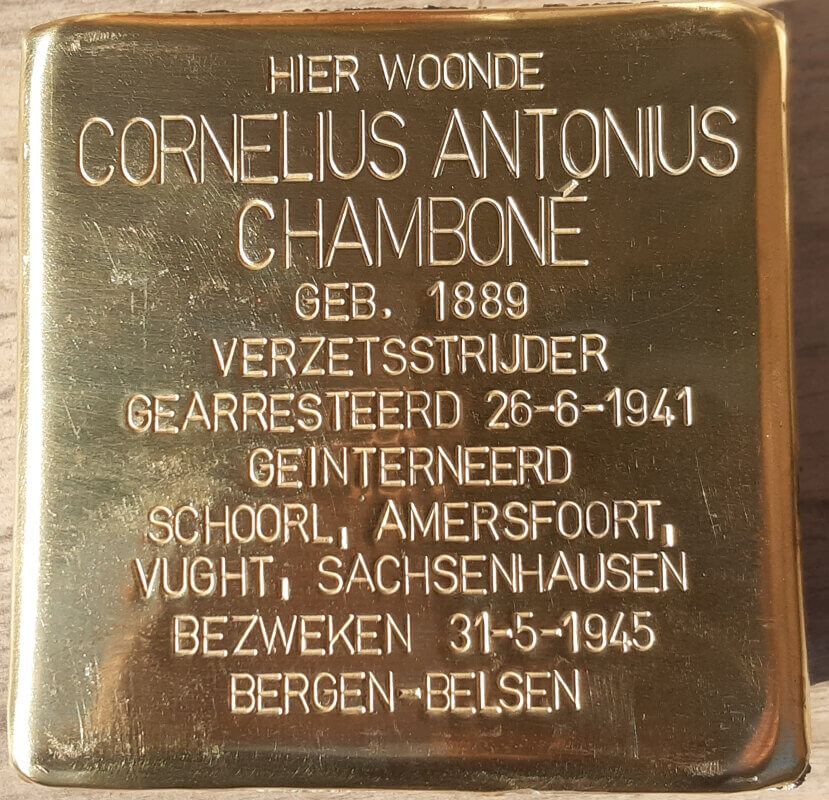 HIER WOONDE
CORNELIUS ANTONIUS
CHAMBONÉ
GEB. 1889
VERZETSSTRIJDER
GEARRESTEERD 26-6-1941
GEINTERNEERD
SCHOORL, AMERSFOORT,
VUGHT, SACHSENHAUSEN
BEZWEKEN 31-5-1945
BERGEN-BELSEN